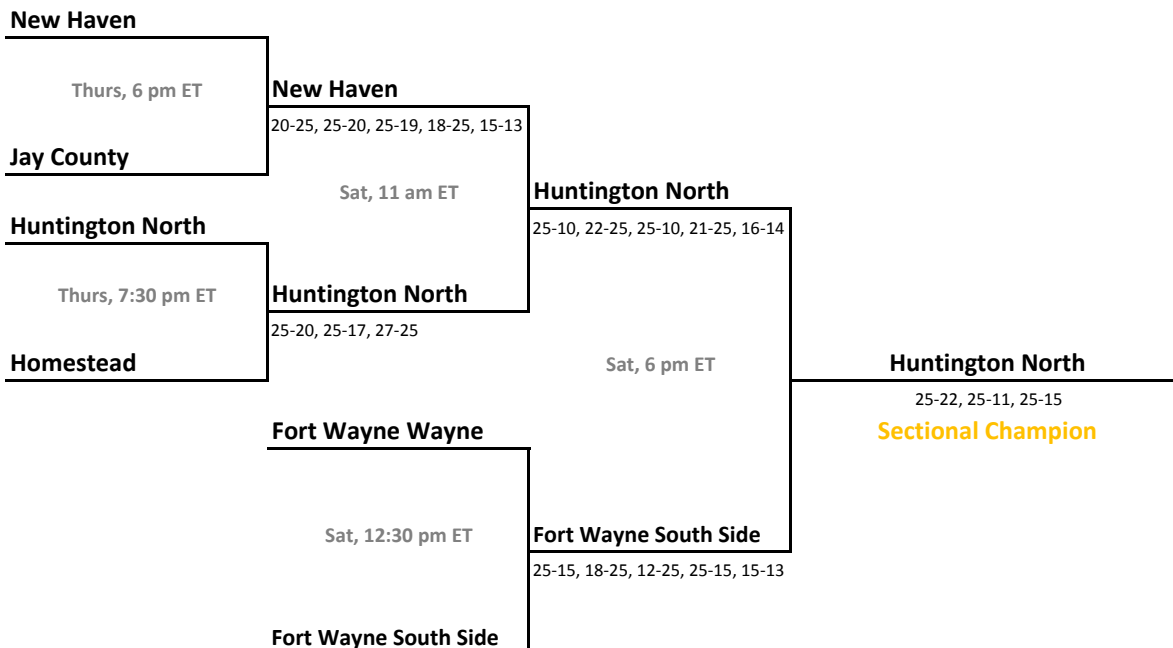 New Haven
Thurs, 6 pm ET
New Haven
20-25, 25-20, 25-19, 18-25, 15-13
Jay County
Sat, 11 am ET
Huntington North
Huntington North
25-10, 22-25, 25-10, 21-25, 16-14
Thurs, 7:30 pm ET
Huntington North
25-20, 25-17, 27-25
Homestead
Sat, 6 pm ET
Huntington North
25-22, 25-11, 25-15
Fort Wayne Wayne
Sectional Champion
Sat, 12:30 pm ET
Fort Wayne South Side
25-15, 18-25, 12-25, 25-15, 15-13
Fort Wayne South Side